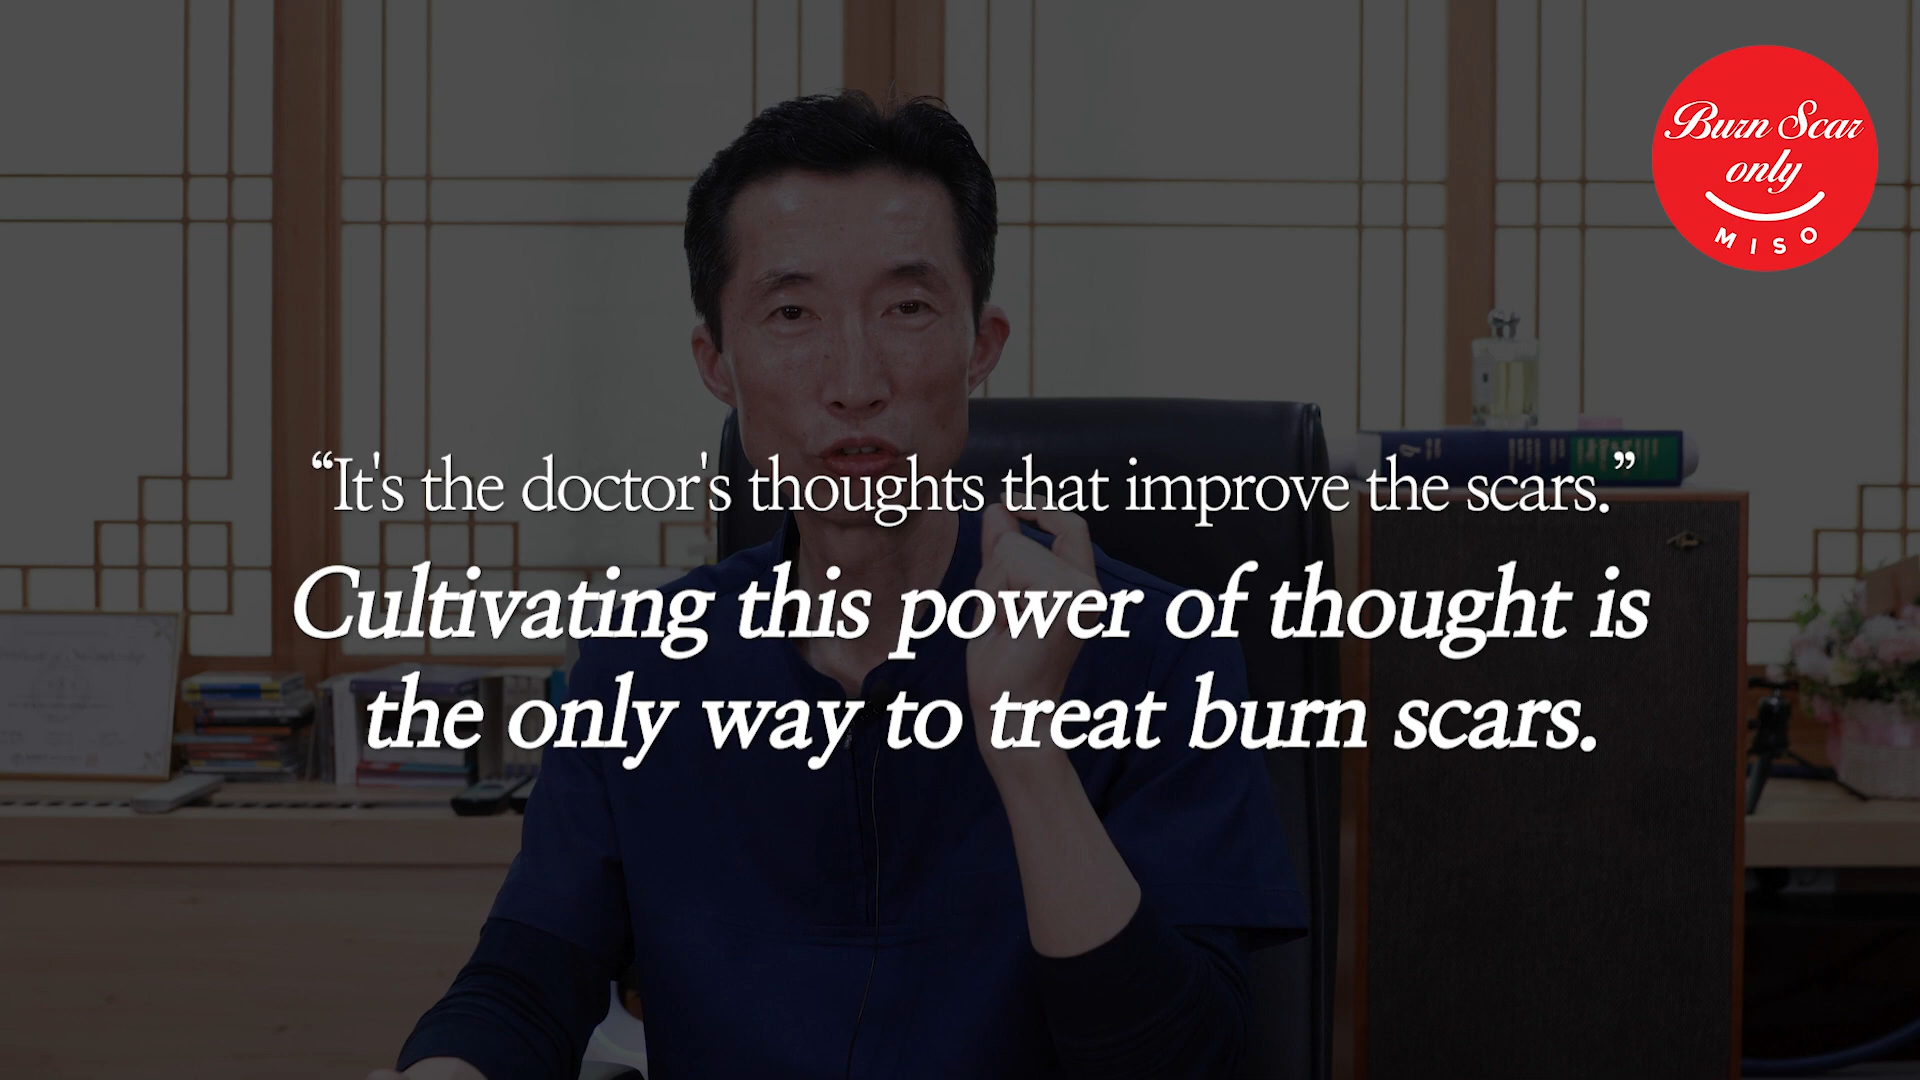 Burn Scar
only
MISO
“It's the doctor's thoughts that improve the scars.”
Cultivating this power of thought is
the only way to treat burn scars.